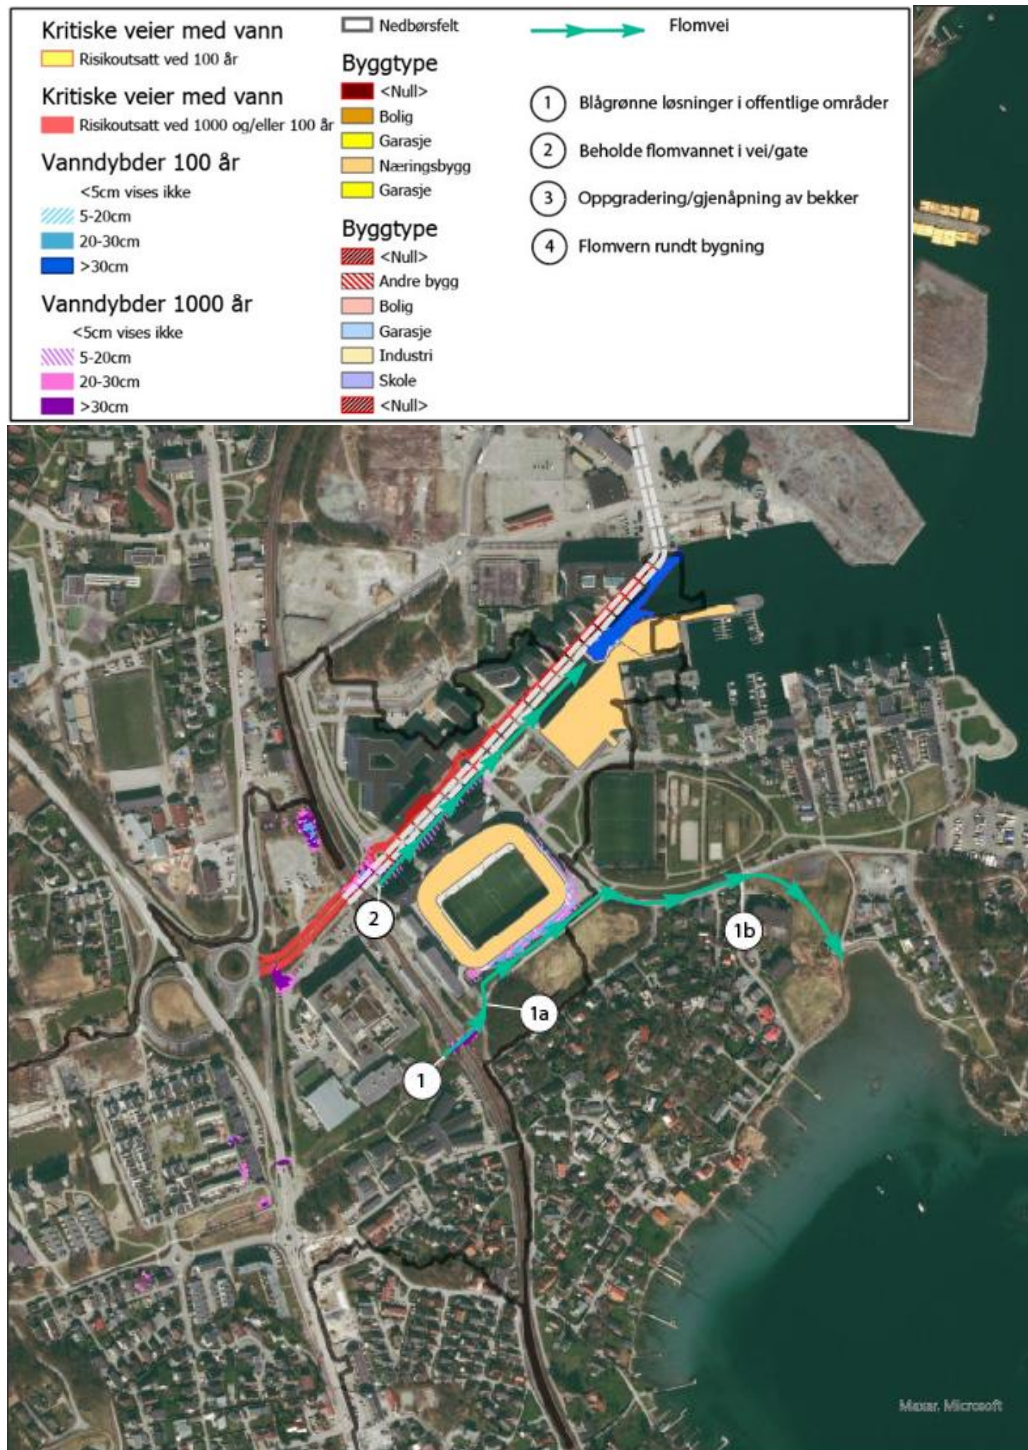 Kritiske veier med vann
Risikoutsatt ved 100 år
Kritiske veier med vann
Risikoutsatt ved 1000 og/eller 100 år
Vanndybder 100 år
<5cm vises ikke
5-20cm
20-30cm
>30cm
Vanndybder 1000 år
<5cm vises ikke
5-20cm
20-30cm
>30cm
Nedbørsfelt
Byggtype
<Null>
Bolig
Garasje
Næringsbygg
Garasje
Byggtype
<Null>
Andre bygg
Bolig
Garasje
Industri
Skole
<Null>
Flomvei
1 Blågrønne løsninger i offentlige områder
2 Beholde flomvannet i vei/gate
3 Oppgradering/gjenåpning av bekker
4 Flomvern rundt bygning
2
1b
1a
1
Maxar, Microsoft